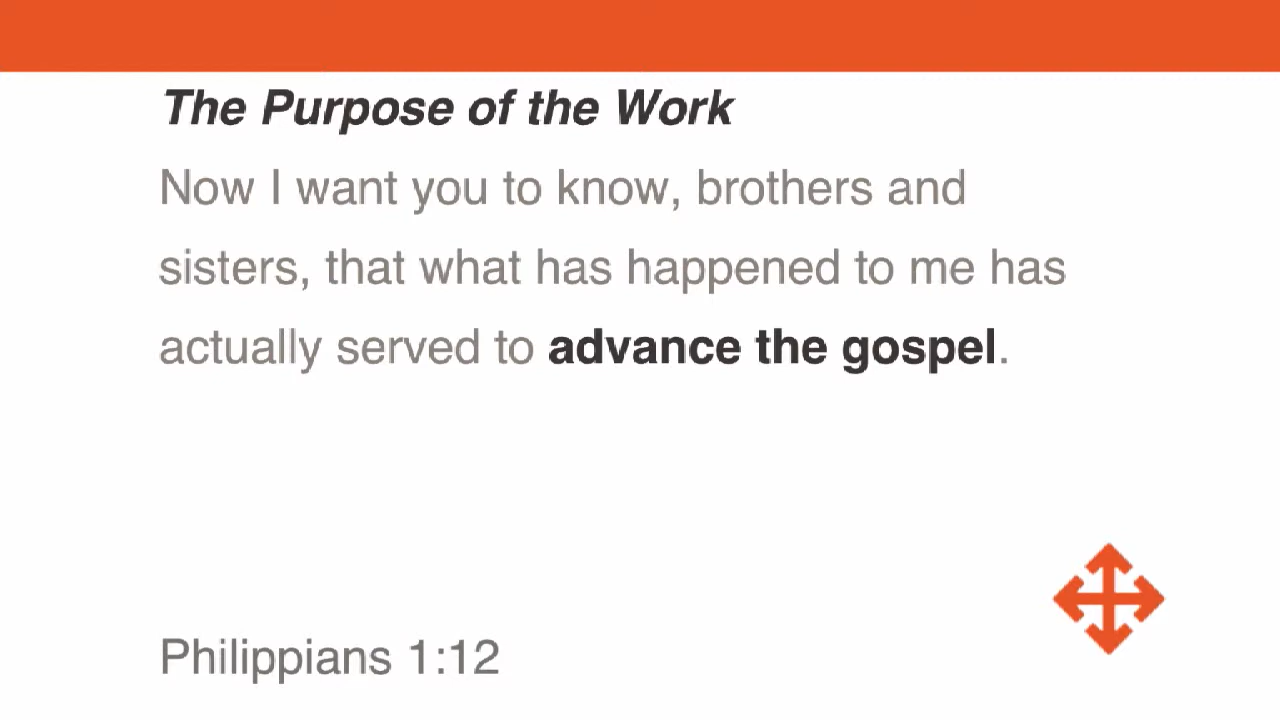 The Purpose of the Work
Now I want you to know, brothers and
sisters, that what has happened to me has
actually served to advance the gospel.
Philippians 1:12